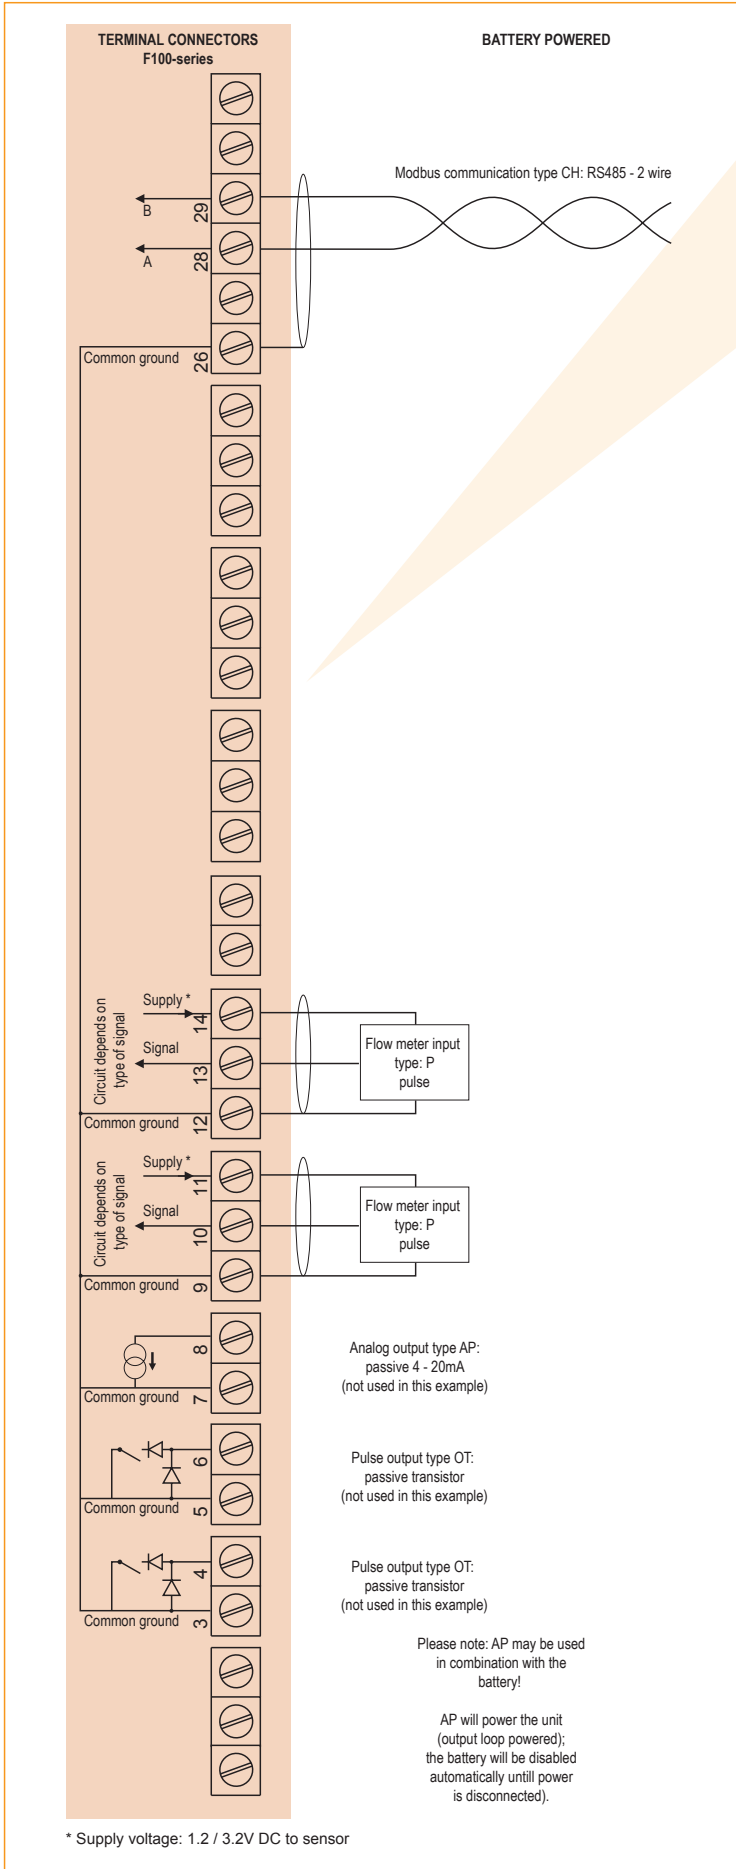 TERMINAL CONNECTORS
F100-series
BATTERY POWERED
Modbus communication type CH: RS485 - 2 wire
B
29
A
28
Common ground
26
Circuit depends on
type of signal
Supply *
14
Signal
13
Common ground
12
Flow meter input
type: P
pulse
Circuit depends on
type of signal
Supply *
11
Signal
10
Common ground
9
Flow meter input
type: P
pulse
8
Common ground
7
Analog output type AP:
passive 4 - 20mA
(not used in this example)
6
Common ground
5
Pulse output type OT:
passive transistor
(not used in this example)
4
Common ground
3
Pulse output type OT:
passive transistor
(not used in this example)
Please note: AP may be used
in combination with the
battery!
AP will power the unit
(output loop powered);
the battery will be disabled
automatically untill power
is disconnected).
* Supply voltage: 1.2 / 3.2V DC to sensor